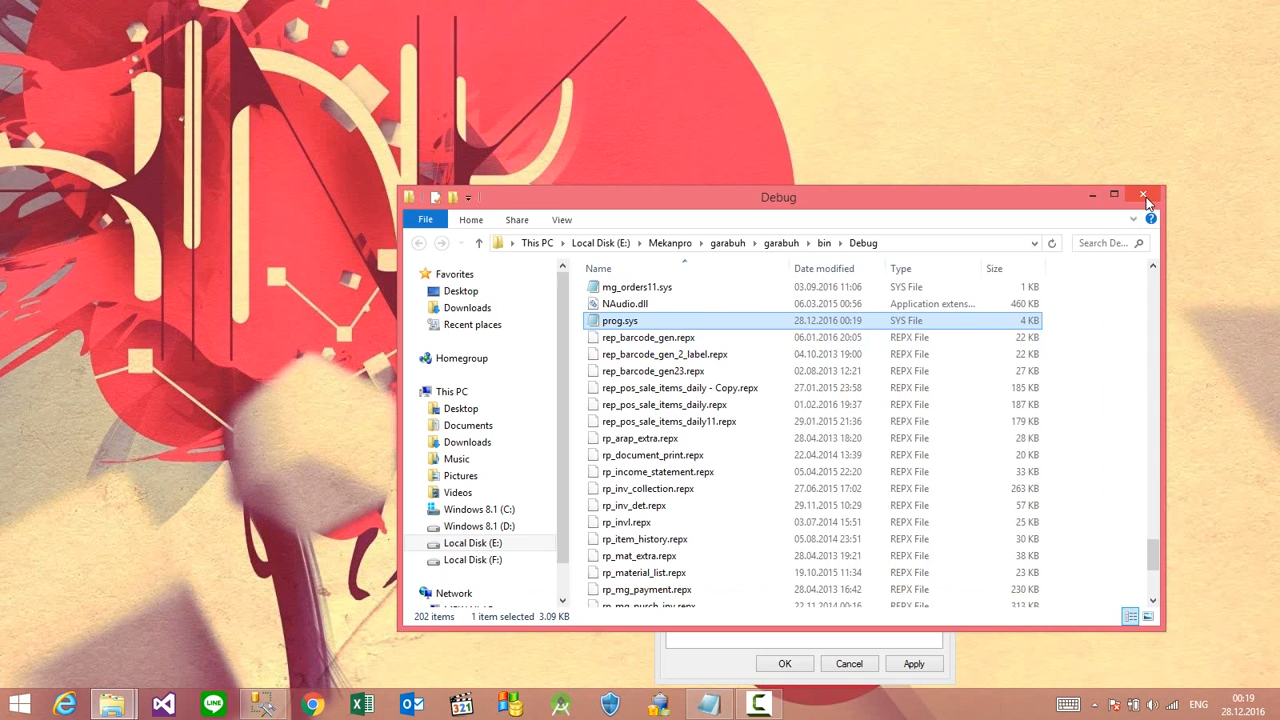 Debug
File Home Share View
This PC Local Disk (E:) Mekanpro garabuh garabuh bin Debug Search De...
Name Date modified Type Size
mg_orders11.sys 03.09.2016 11:06 SYS File 1 KB
NAudio.dll 06.03.2015 00:56 Application extens... 460 KB
prog.sys 28.12.2016 00:19 SYS File 4 KB
rep_barcode_gen.repx 06.01.2016 20:05 REPX File 22 KB
rep_barcode_gen_2_label.repx 04.10.2013 19:00 REPX File 22 KB
rep_barcode_gen23.repx 02.08.2013 12:21 REPX File 27 KB
rep_pos_sale_items_daily - Copy.repx 27.01.2015 23:58 REPX File 185 KB
rep_pos_sale_items_daily.repx 01.02.2016 19:37 REPX File 187 KB
rep_pos_sale_items_daily11.repx 29.01.2015 21:36 REPX File 179 KB
rp_arap_extra.repx 28.04.2013 18:20 REPX File 28 KB
rp_document_print.repx 22.04.2013 14:39 REPX File 20 KB
rp_income_statement.repx 05.04.2015 22:20 REPX File 33 KB
rp_inv_collection.repx 27.06.2015 17:02 REPX File 263 KB
rp_inv_det.repx 29.11.2015 10:29 REPX File 57 KB
rp_invl.repx 03.07.2014 15:51 REPX File 25 KB
rp_item_history.repx 05.08.2014 23:51 REPX File 30 KB
rp_mat_extra.repx 28.04.2013 19:21 REPX File 38 KB
rp_material_list.repx 19.10.2015 11:34 REPX File 23 KB
rp_mg_payment.repx 28.04.2013 16:42 REPX File 230 KB
rp_mg_purch_inv.repx 22.11.2014 00:16 REPX File 313 KB
Favorites
Desktop
Downloads
Recent places
Homegroup
This PC
Desktop
Documents
Downloads
Music
Pictures
Videos
Windows 8.1 (C:)
Windows 8.1 (D:)
Local Disk (E:)
Local Disk (F:)
Network
202 items 1 item selected 3.09 KB
OK Cancel Apply
321
ENG
00:19
28.12.2016